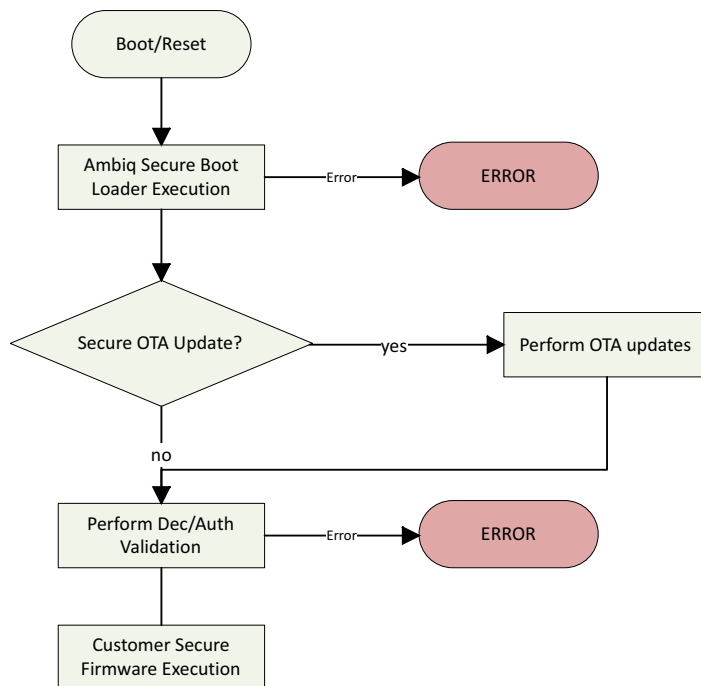 Boot/Reset
Ambiq Secure Boot
Loader Execution
Error
ERROR
Secure OTA Update?
yes
Perform OTA updates
no
Perform Dec/Auth
Validation
Error
ERROR
Customer Secure
Firmware Execution